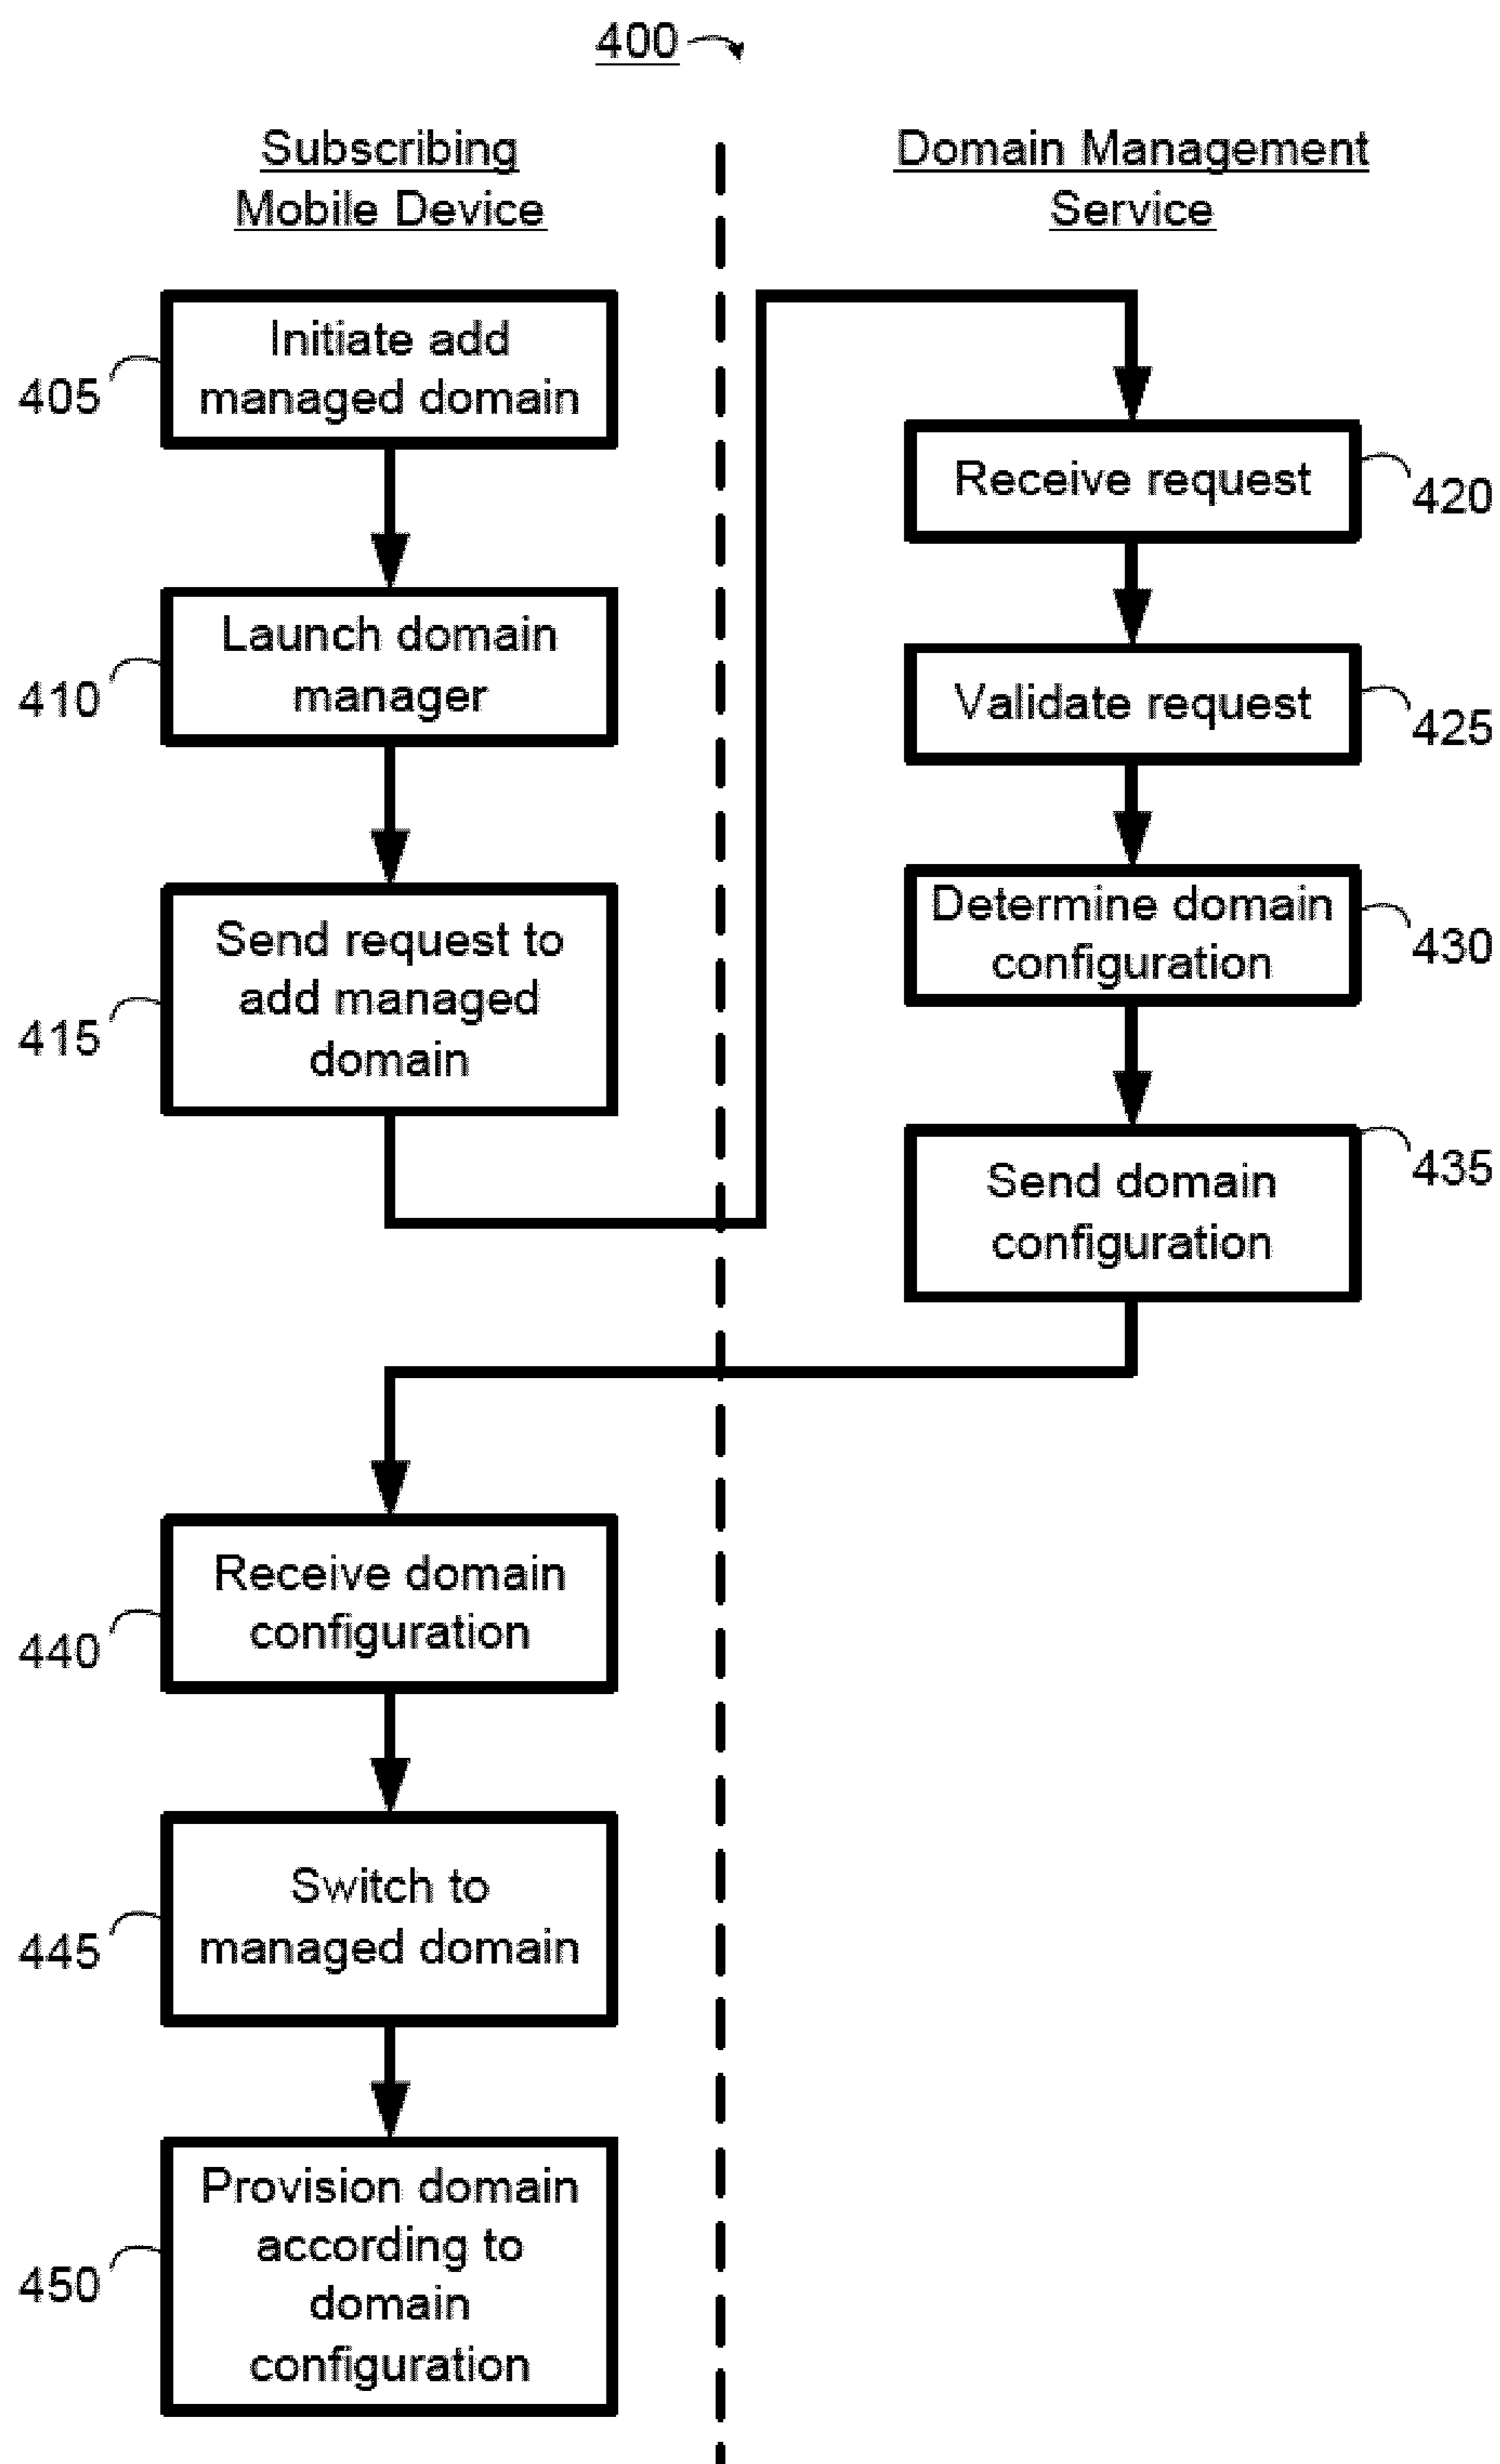 400
Subscribing
Mobile Device
Initiate add
managed domain
405
Launch domain
manager
410
Send request to
add managed
domain
415
Domain Management
Service
Receive request
420
Validate request
425
Determine domain
configuration
430
Send domain
configuration
435
Receive domain
configuration
440
Switch to
managed domain
445
Provision domain
according to
domain
configuration
450